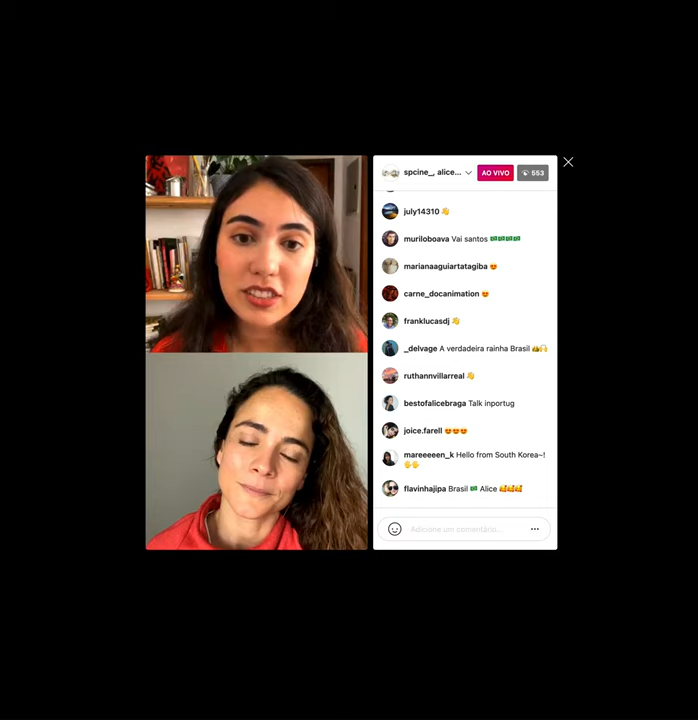 spcine_, alice...
AO VIVO
553
july14310 👋
muriloboava Vai santos 🇧🇷🇧🇷🇧🇷🇧🇷
marianaaguiartatagiba 😍
carne_docanimation 😍
franklucasdj 👋
_delvage A verdadeira rainha Brasil 👑🙌
ruthannvillarreal 👋
bestofalicebraga Talk inportug
joice.farell 😍😍😍
mareeeeen_k Hello from South Korea~!
🖐🖐
flavinhajipa Brasil 🇧🇷 Alice 🥰🥰🥰
Adicione um comentário...